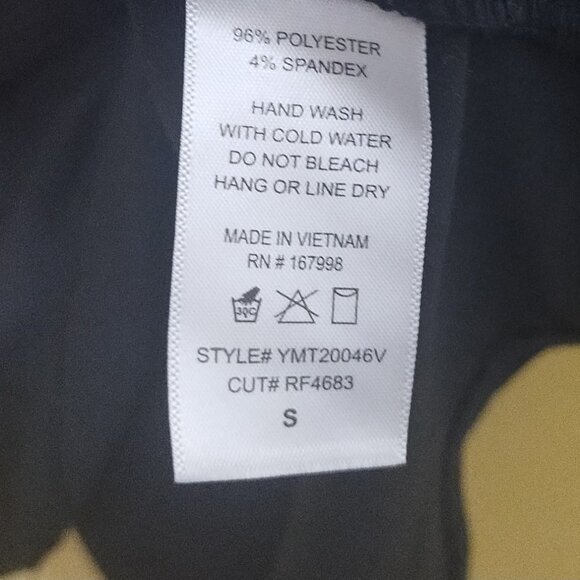 96% POLYESTER
4% SPANDEX
HAND WASH
WITH COLD WATER
DO NOT BLEACH
HANG OR LINE DRY
MADE IN VIETNAM
RN # 167998
30C
STYLE# YMT20046V
CUT# RF4683
S